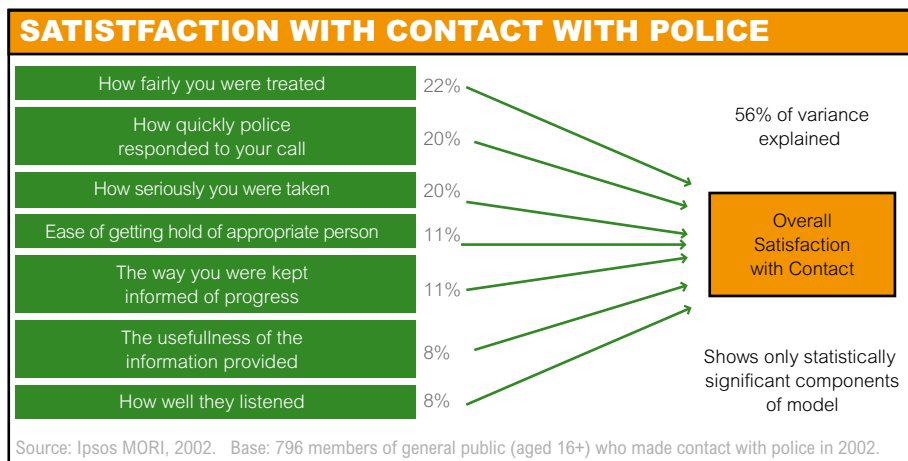 SATISTFACTION WITH CONTACT WITH POLICE
How fairly you were treated
22%
How quickly police
responded to your call
20%
How seriously you were taken
20%
Ease of getting hold of appropriate person
11%
The way you were kept
informed of progress
11%
The usefullness of the
information provided
8%
How well they listened
8%
56% of variance
explained
Overall
Satisfaction
with Contact
Shows only statistically
significant components
of model
Source: Ipsos MORI, 2002. Base: 796 members of general public (aged 16+) who made contact with police in 2002.